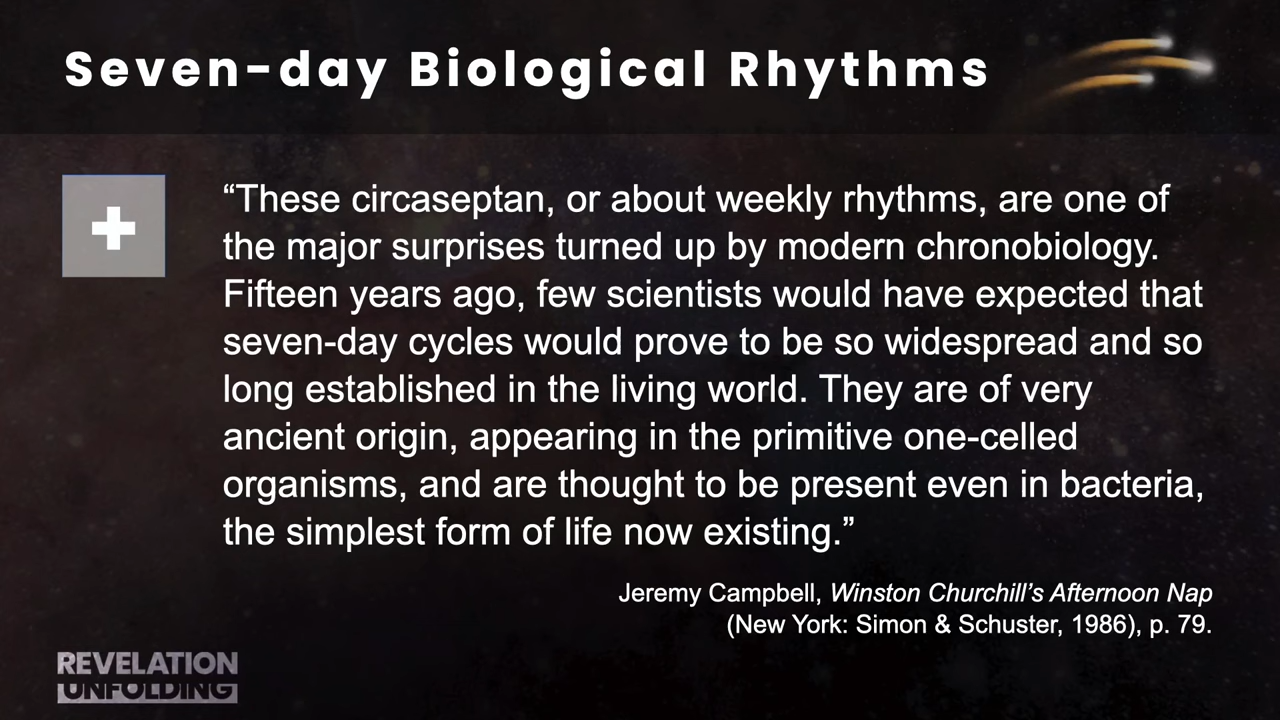 Seven-day Biological Rhythms
“These circaseptan, or about weekly rhythms, are one of
the major surprises turned up by modern chronobiology.
Fifteen years ago, few scientists would have expected that
seven-day cycles would prove to be so widespread and so
long established in the living world. They are of very
ancient origin, appearing in the primitive one-celled
organisms, and are thought to be present even in bacteria,
the simplest form of life now existing.”
Jeremy Campbell, Winston Churchill’s Afternoon Nap
(New York: Simon & Schuster, 1986), p. 79.
REVELATION
UNFOLDING